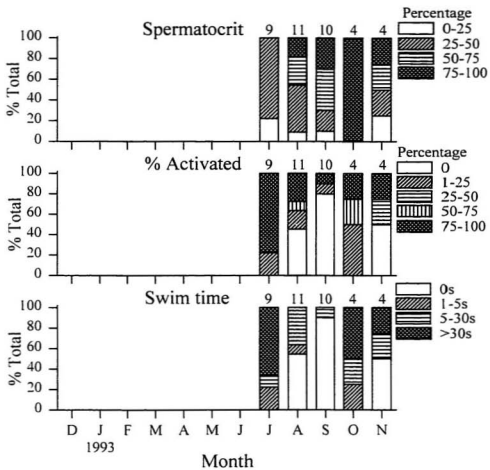 Spermatocrit
Percentage
0-25
25-50
50-75
75-100
% Total
100
80
60
40
20
0
9 11 10 4 4
% Activated
Percentage
0
1-25
25-50
50-75
75-100
% Total
100
80
60
40
20
0
9 11 10 4 4
Swim time
0s
1-5s
5-30s
>30s
% Total
100
80
60
40
20
0
9 11 10 4 4
D J F M A M J J A S O N
1993
Month